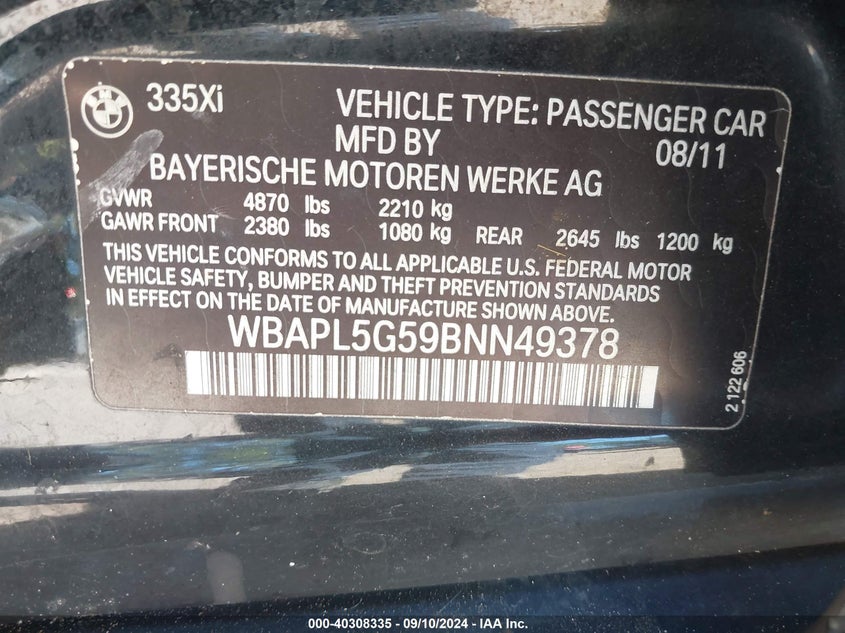 BMW
335Xi
VEHICLE TYPE: PASSENGER CAR
MFD BY 08/11
BAYERISCHE MOTOREN WERKE AG
GVWR 4870 lbs 2210 kg
GAWR FRONT 2380 lbs 1080 kg REAR 2645 lbs 1200 kg
THIS VEHICLE CONFORMS TO ALL APPLICABLE U.S. FEDERAL MOTOR
VEHICLE SAFETY, BUMPER AND THEFT PREVENTION STANDARDS
IN EFFECT ON THE DATE OF MANUFACTURE SHOWN ABOVE.
WBAPL5G59BNN49378
2 122 606
000-40308335 - 09/10/2024 - IAA Inc.